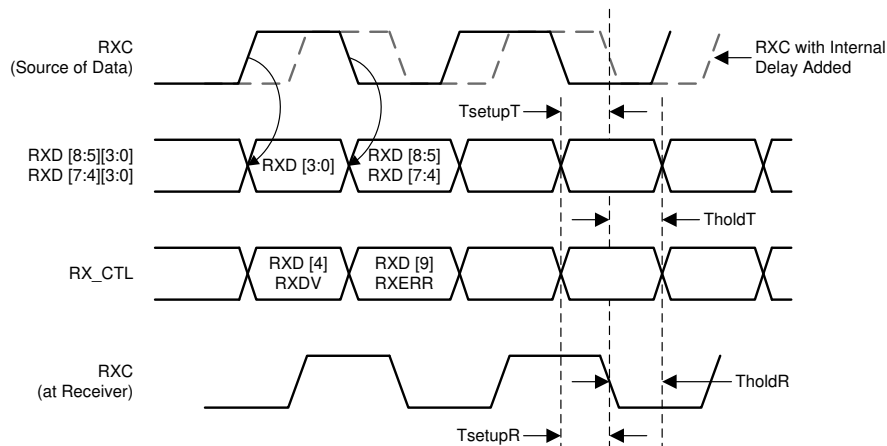 RXC
(Source of Data)
RXC with Internal
Delay Added
TsetupT
RXD [8:5][3:0]
RXD [7:4][3:0]
RXD [3:0]
RXD [8:5]
RXD [7:4]
TholdT
RX_CTL
RXD [4]
RXDV
RXD [9]
RXERR
RXC
(at Receiver)
TholdR
TsetupR